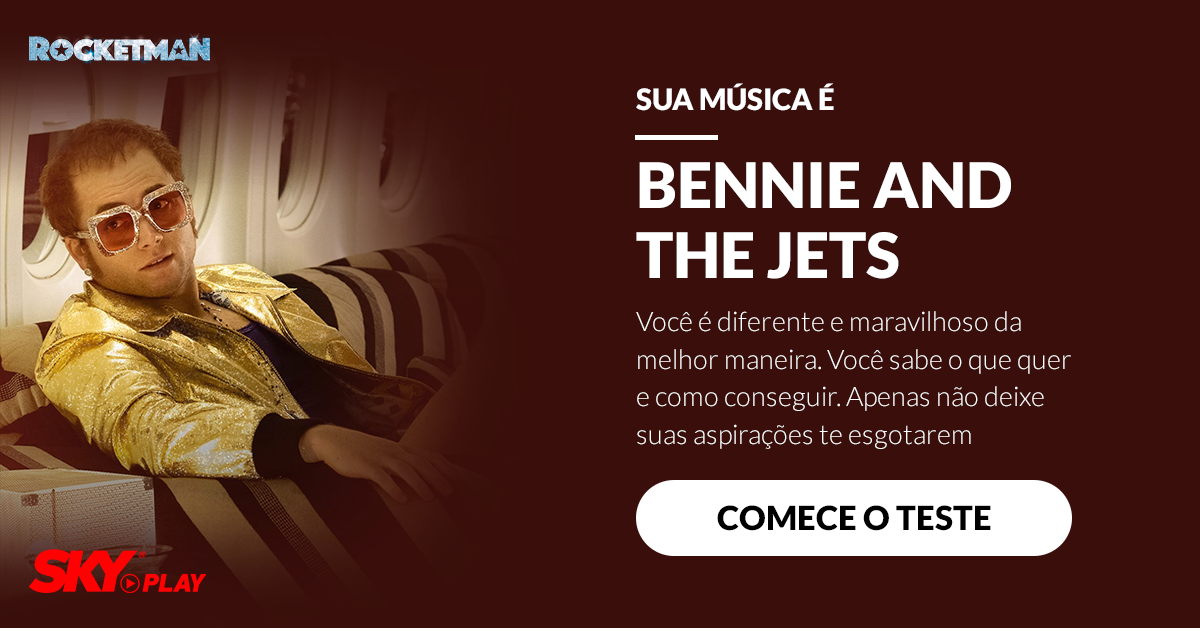 ROCKETMAN
SUA MÚSICA É
BENNIE AND
THE JETS
Você é diferente e maravilhoso da
melhor maneira. Você sabe o que quer
e como conseguir. Apenas não deixe
suas aspirações te esgotarem
COMECE O TESTE
SKY PLAY